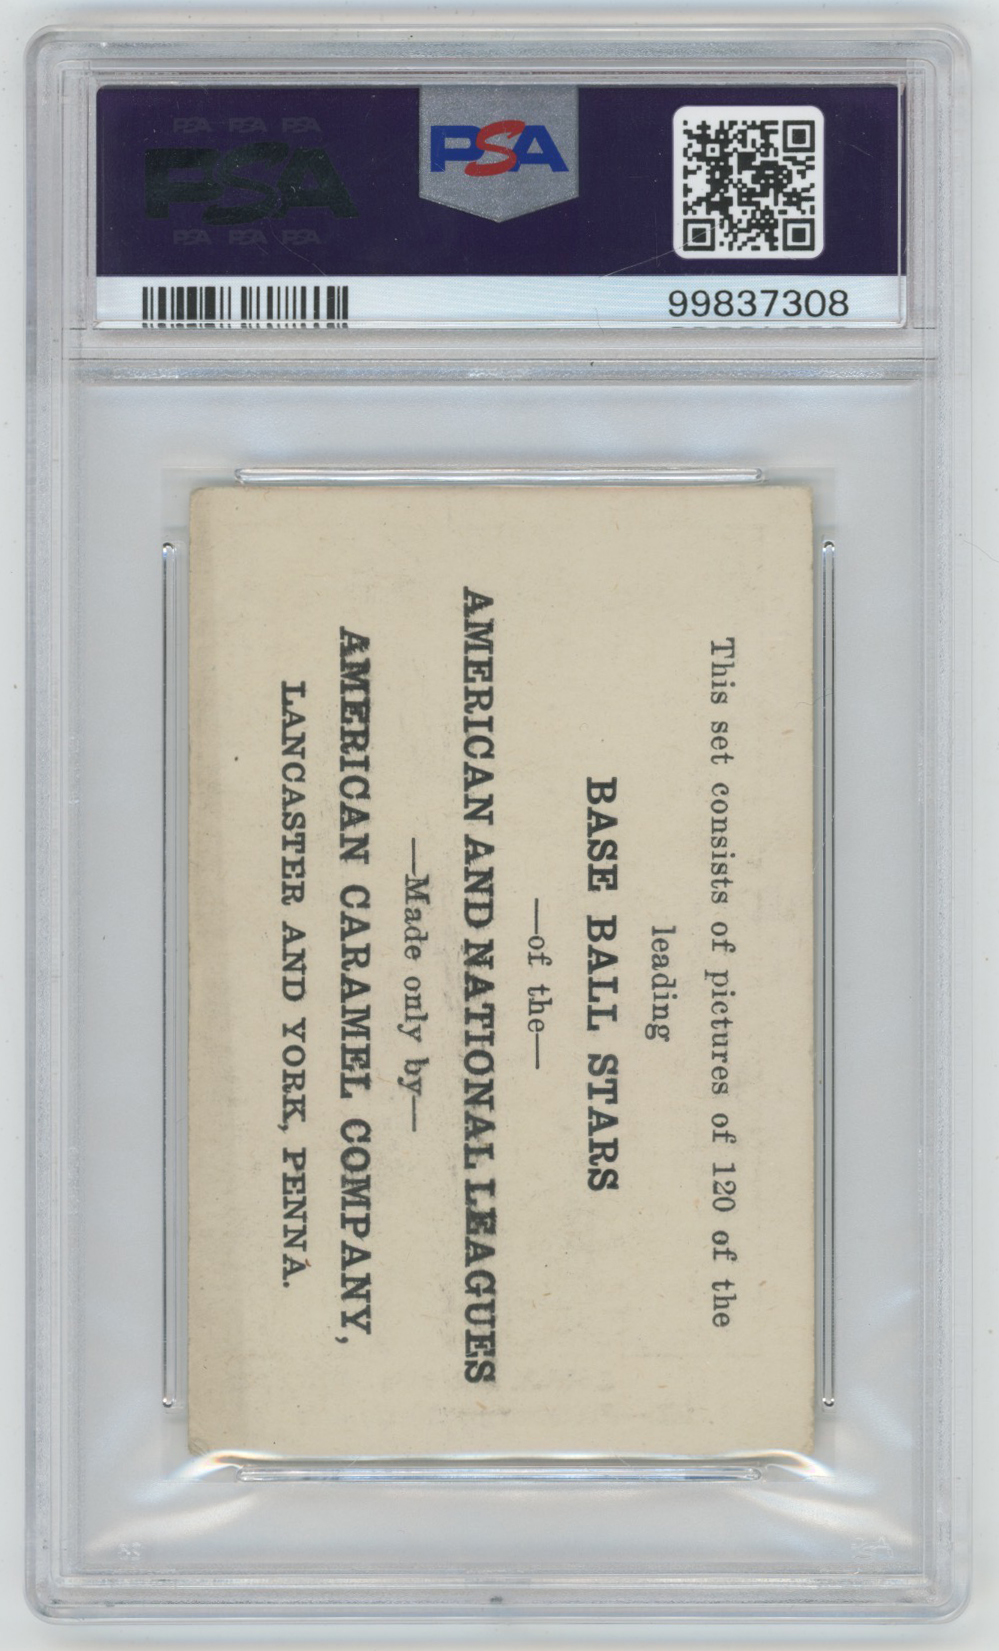 PSA PSA PSA
PSA
PSA PSA PSA
PSA
99837308
This set consists of pictures of 120 of the
leading
BASE BALL STARS
—of the—
AMERICAN AND NATIONAL LEAGUES
—Made only by—
AMERICAN CARAMEL COMPANY,
LANCASTER AND YORK, PENNA.